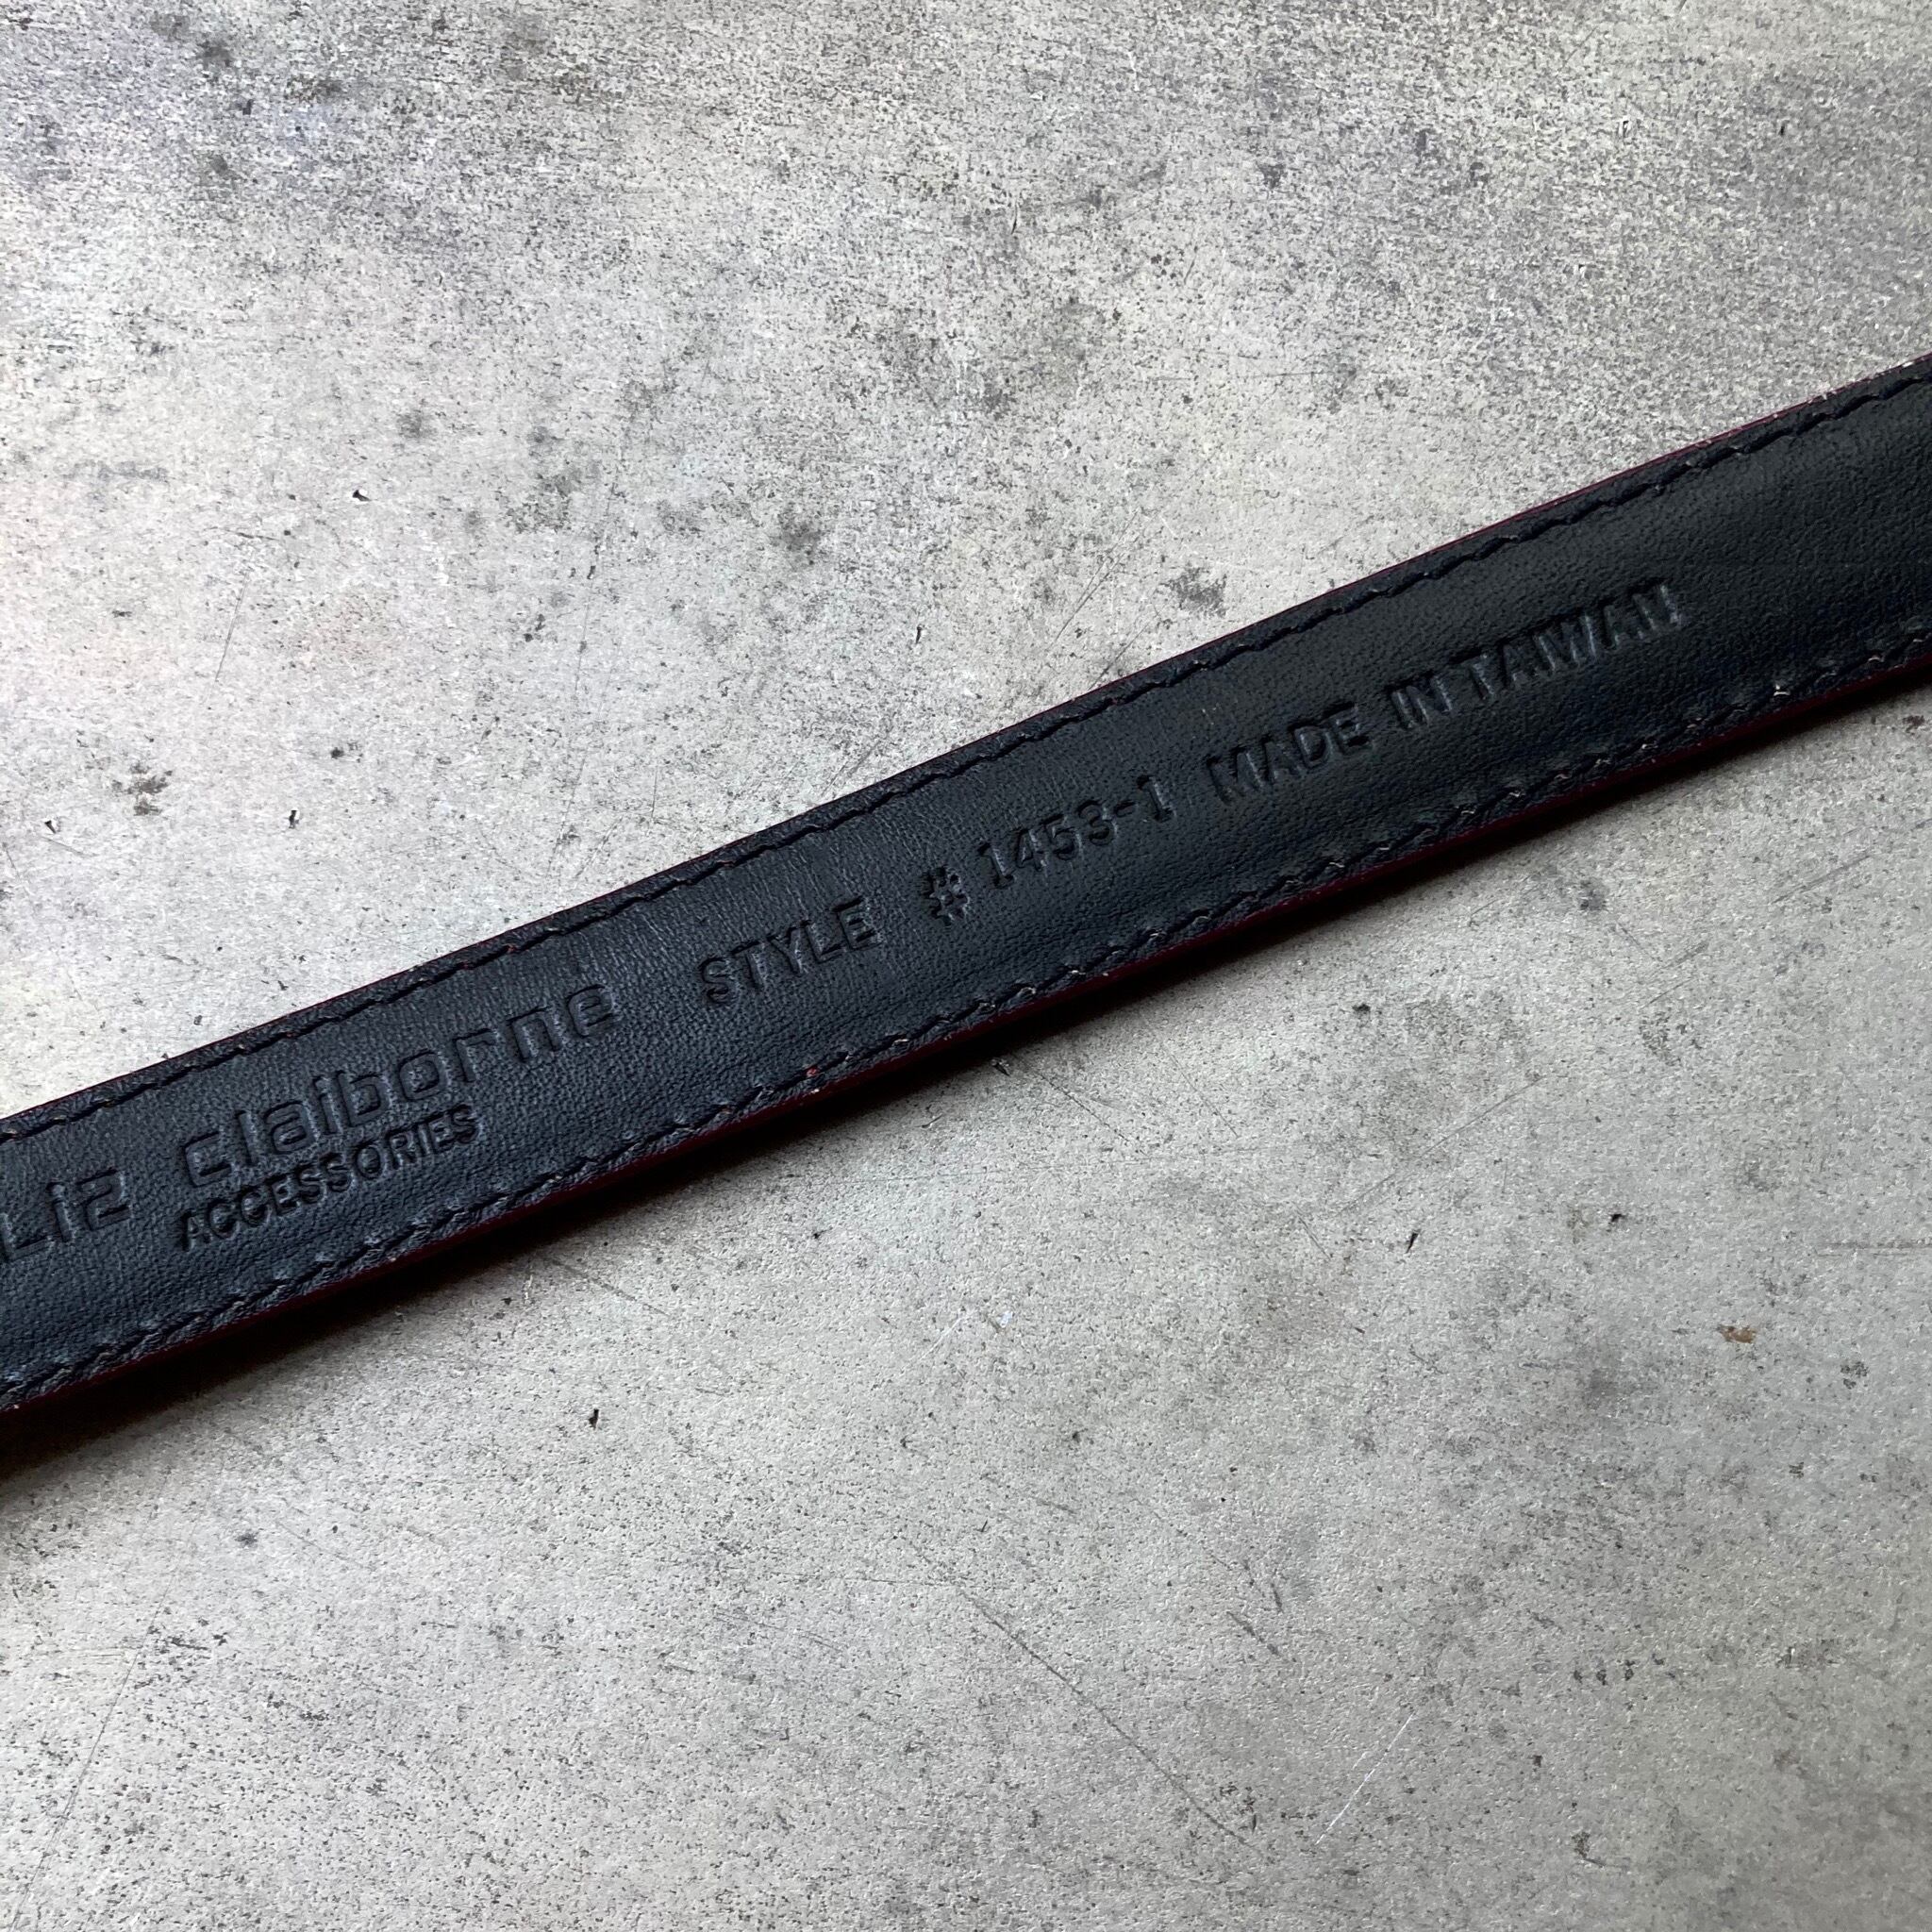 Liz claiborne STYLE # 1453-1 MADE IN TAIWAN
ACCESSORIES